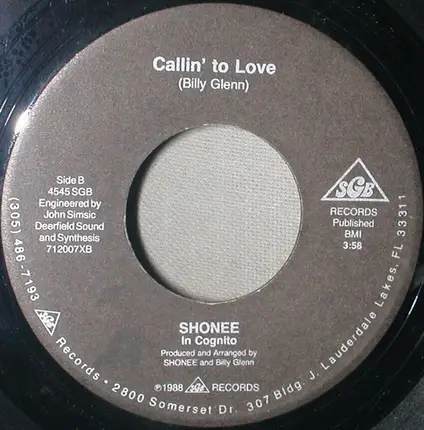 Callin' to Love
(Billy Glenn)
Side B
4545 SGB
Engineered by
John Simsic
Deerfield Sound
and Synthesis
712007XB
SGB
RECORDS
Published
BMI
3:58
SHONEE
In Cognito
Produced and Arranged by
SHONEE and Billy Glenn
℗1988 SGB RECORDS
(305) 486-7193
SGB Records • 2800 Somerset Dr. 307 Bldg. J. Lauderdale Lakes, FL 33311